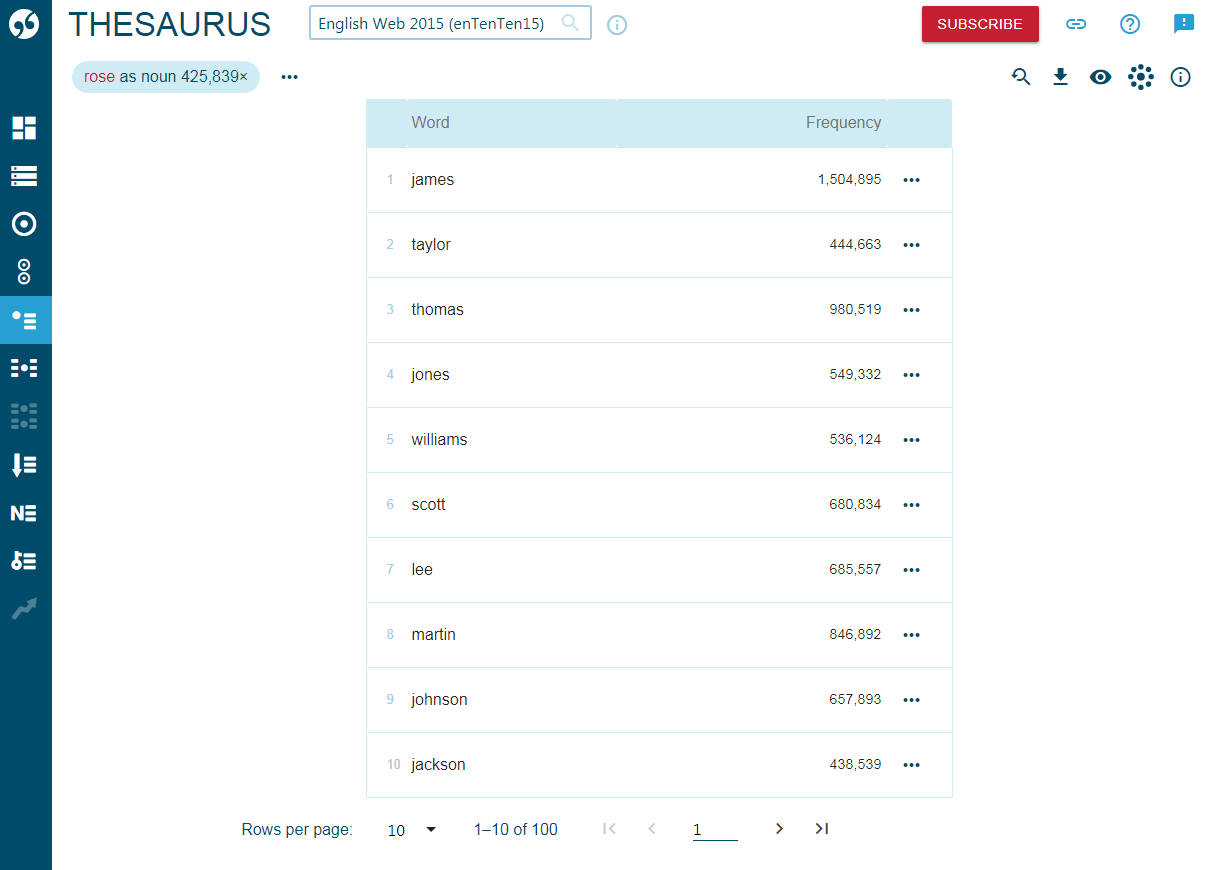 THESAURUS
English Web 2015 (enTenTen15)
SUBSCRIBE
rose as noun 425,839×
Word Frequency
1 james 1,504,895
2 taylor 444,663
3 thomas 980,519
4 jones 549,332
5 williams 536,124
6 scott 680,834
7 lee 685,557
8 martin 846,892
9 johnson 657,893
10 jackson 438,539
Rows per page: 10 1–10 of 100 1